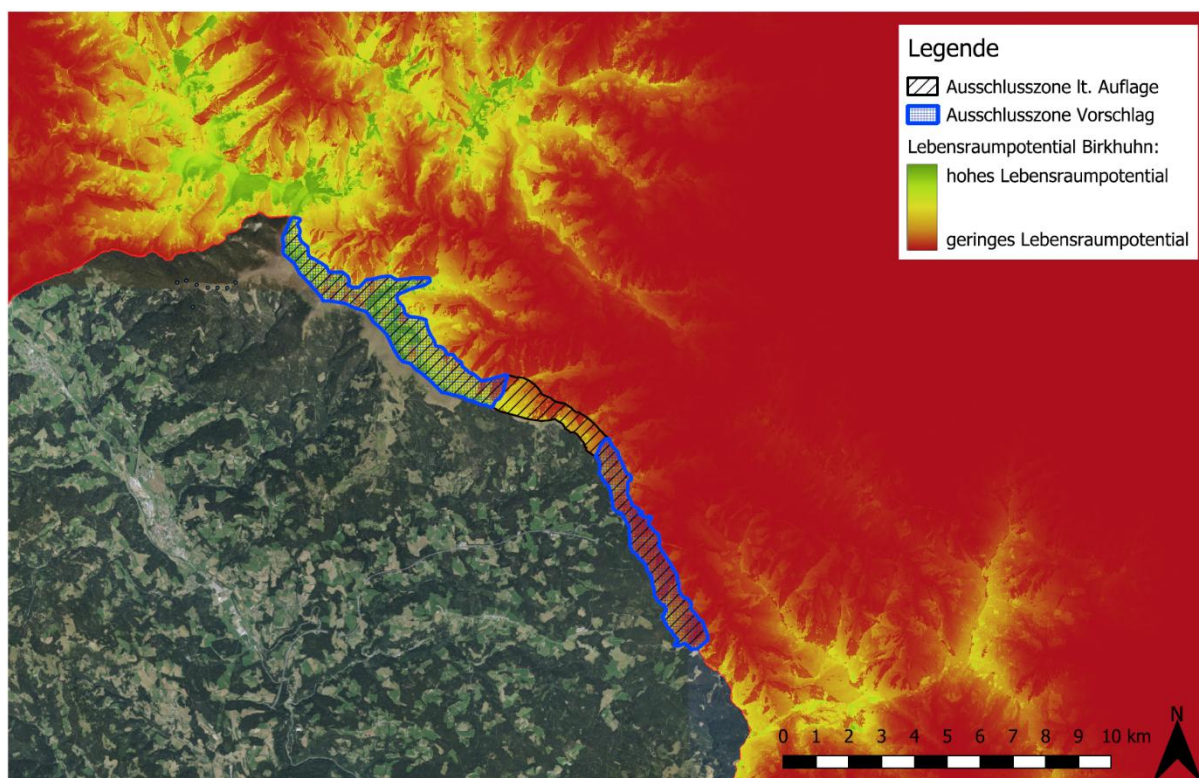 Legende
Ausschlusszone lt. Auflage
Ausschlusszone Vorschlag
Lebensraumpotential Birkhuhn:
hohes Lebensraumpotential
geringes Lebensraumpotential
N
0 1 2 3 4 5 6 7 8 9 10 km